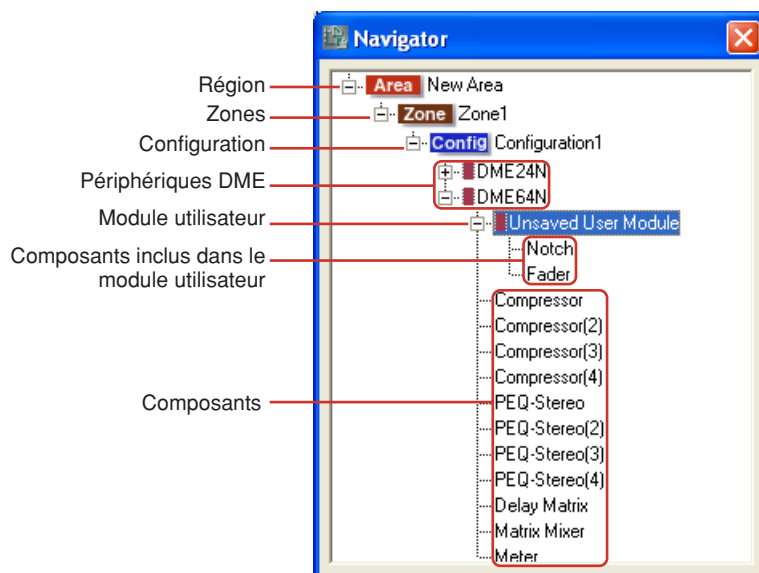 Navigator
Région
Area New Area
Zones
Zone Zone1
Configuration
Config Configuration1
Périphériques DME
DME24N
DME64N
Module utilisateur
Unsaved User Module
Composants inclus dans le
module utilisateur
Notch
Fader
Composants
Compressor
Compressor(2)
Compressor(3)
Compressor(4)
PEQ-Stereo
PEQ-Stereo(2)
PEQ-Stereo(3)
PEQ-Stereo(4)
Delay Matrix
Matrix Mixer
Meter